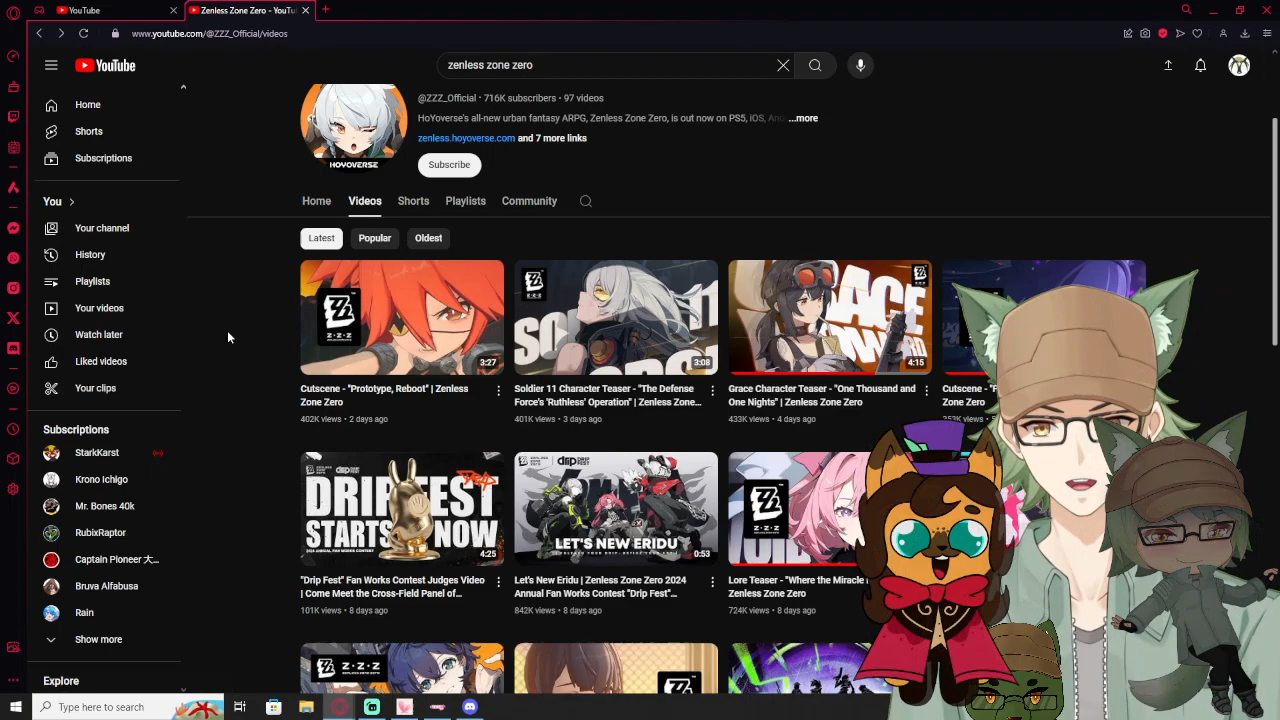 YouTube
Zenless Zone Zero - YouTu
www.youtube.com/@ZZZ_Official/videos
YouTube
zenless zone zero
Home
Shorts
Subscriptions
You
Your channel
History
Playlists
Your videos
Watch later
Liked videos
Your clips
Subscriptions
StarkKarst
Krono Ichigo
Mr. Bones 40k
RubixRaptor
Captain Pioneer 大...
Bruva Alfabusa
Rain
Show more
Explore
HOYOVERSE
@ZZZ_Official • 716K subscribers • 97 videos
HoYoverse's all-new urban fantasy ARPG, Zenless Zone Zero, is out now on PS5, iOS, And ...more
zenless.hoyoverse.com and 7 more links
Subscribe
Home Videos Shorts Playlists Community
Latest Popular Oldest
Z·Z·Z
3:27
Cutscene - "Prototype, Reboot" | Zenless
Zone Zero
402K views • 2 days ago
SOLDIER 11
3:08
Soldier 11 Character Teaser - "The Defense
Force's 'Ruthless' Operation" | Zenless Zone...
401K views • 3 days ago
GRACE
HOWARD
4:15
Grace Character Teaser - "One Thousand and
One Nights" | Zenless Zone Zero
433K views • 4 days ago
Cutscene - "F
Zone Zero
DRIP FEST
STARTS NOW
4:25
"Drip Fest" Fan Works Contest Judges Video
| Come Meet the Cross-Field Panel of...
101K views • 8 days ago
DRIP FEST
LET'S NEW ERIDU
0:53
Let's New Eridu | Zenless Zone Zero 2024
Annual Fan Works Contest "Drip Fest"...
842K views • 8 days ago
Z·Z·Z
Lore Teaser - "Where the Miracle
Zenless Zone Zero
724K views • 8 days ago
Z·Z·Z
Type here to search